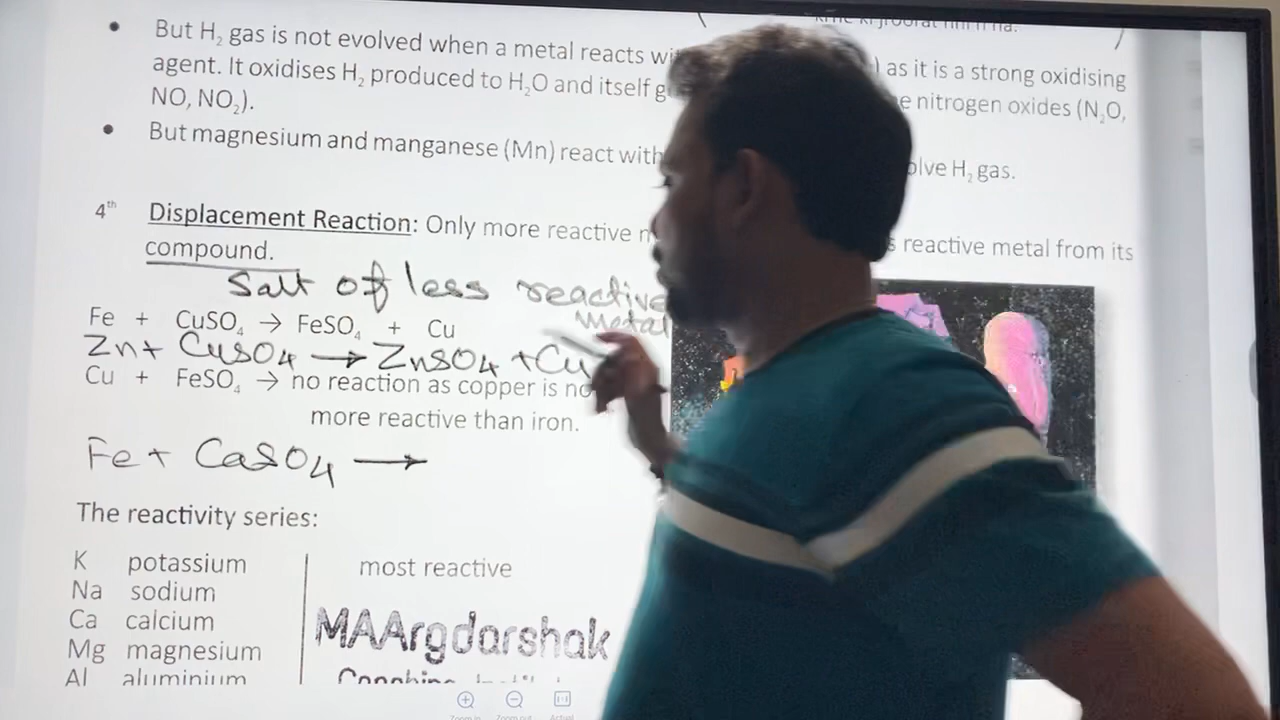 • But H₂ gas is not evolved when a metal reacts ) as it is a strong oxidising
agent. It oxidises H₂ produced to H₂O and itself nitrogen oxides (N₂O,
NO, NO₂).
• But magnesium and manganese (Mn) react with H₂ gas.
4th Displacement Reaction: Only more reactive reactive metal from its
compound.
Salt of less reactive
metal
Fe + CuSO₄ → FeSO₄ + Cu
Zn + CuSO4 → ZnSO4 + Cu
Cu + FeSO₄ → no reaction as copper is
more reactive than iron.
Fe + CaSO4 →
The reactivity series:
K potassium most reactive
Na sodium
Ca calcium
MAArgdarshak
Mg magnesium
Al aluminium